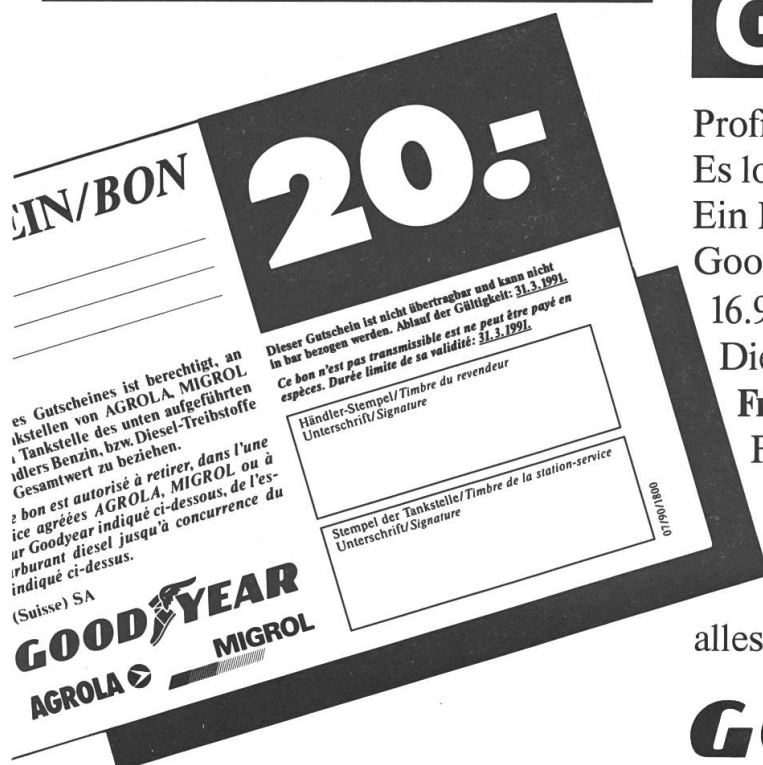 EIN/BON
20.-
es Gutscheines ist berechtigt, an
kstellen von AGROLA, MIGROL
Tankstelle des unten aufgeführten
dlers Benzin, bzw. Diesel-Treibstoffe
Gesamtwert zu beziehen.
bon est autorisé à retirer, dans l'une
ice agréées AGROLA, MIGROL ou à
ur Goodyear indiqué ci-dessous, de l'es-
rburant diesel jusqu'à concurrence du
indiqué ci-dessus.
(Suisse) SA
GOODYEAR
AGROLA MIGROL
Dieser Gutschein ist nicht übertragbar und kann nicht
in bar bezogen werden. Ablauf der Gültigkeit: 31.3.1991.
Ce bon n'est pas transmissible est ne peut être payé en
espèces. Durée limite de sa validité: 31.3.1991.
Händler-Stempel/Timbre du revendeur
Unterschrift/Signature
Stempel der Tankstelle/Timbre de la station-service
Unterschrift/Signature
07/90/1800
G
Profi
Es lo
Ein
Goo
16.9
Die
Fr
F
alles
GO